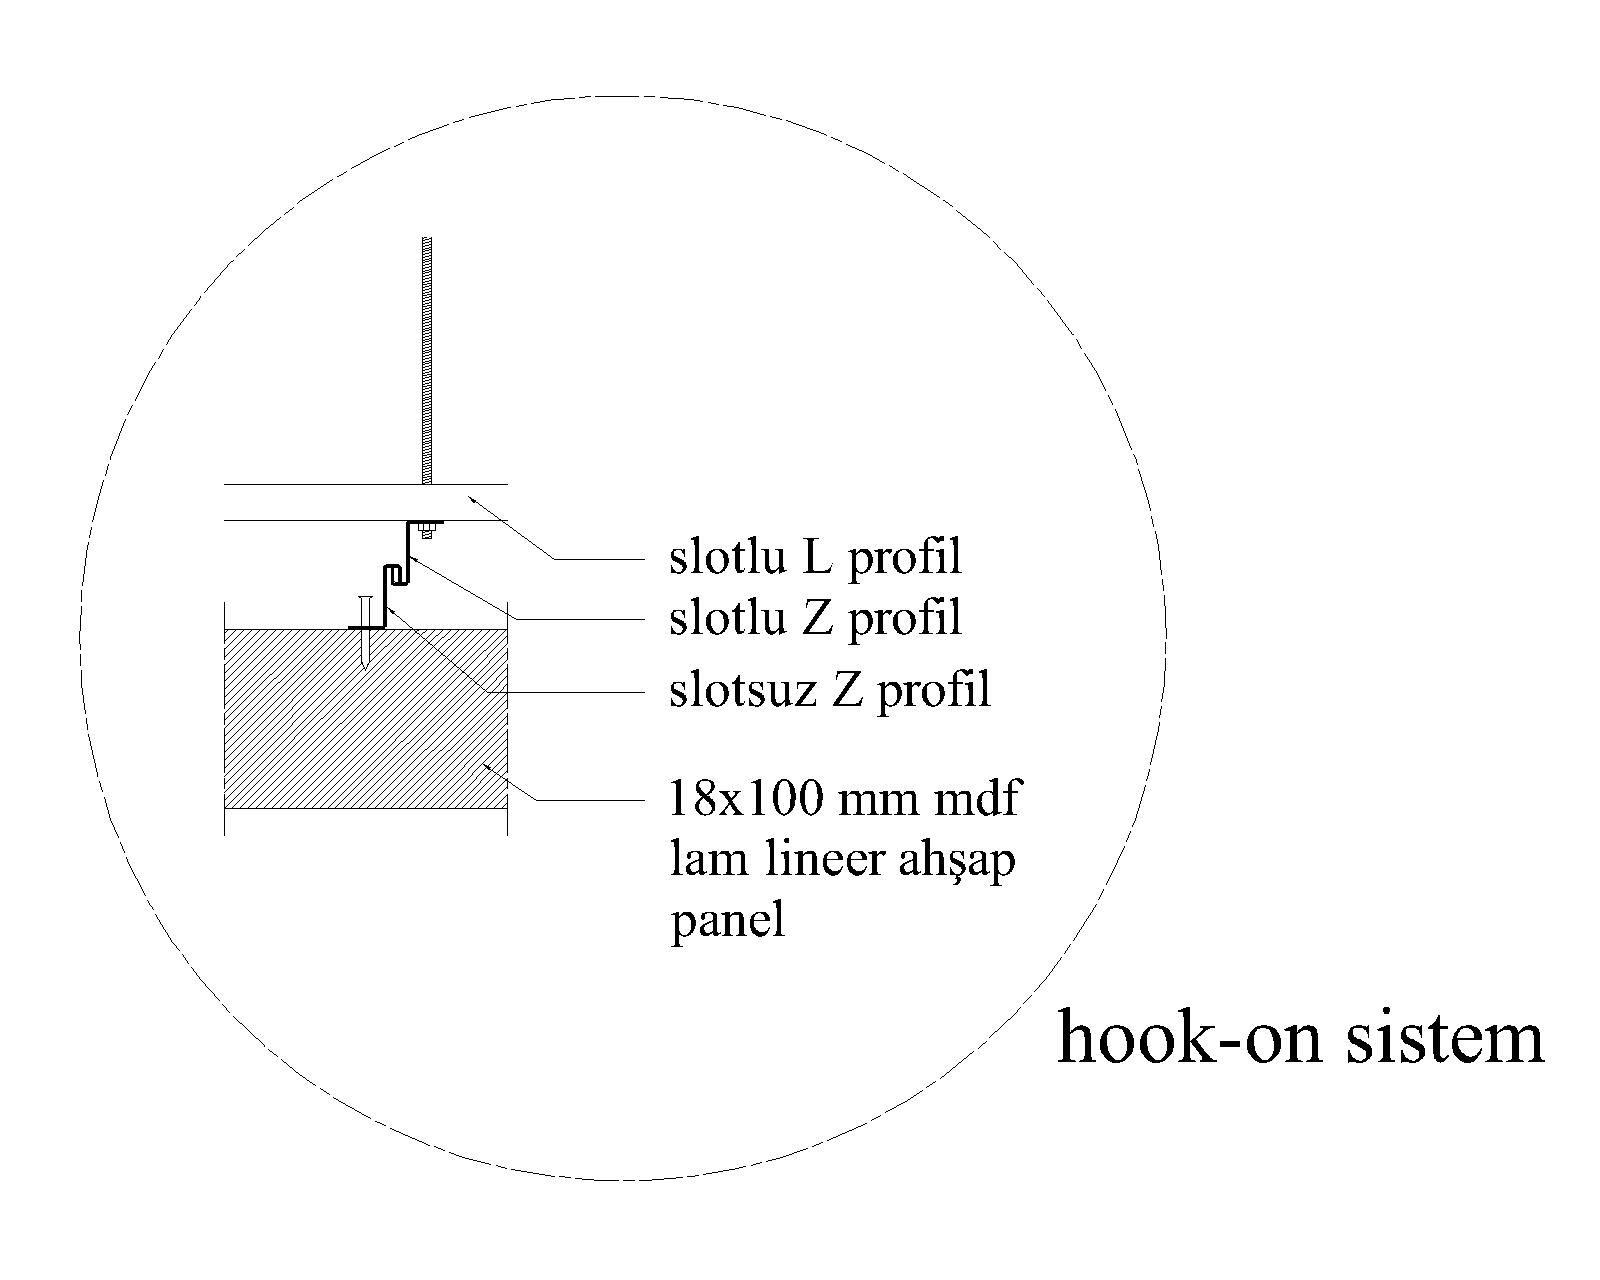 slotlu L profil
slotlu Z profil
slotsuz Z profil
18x100 mm mdf
lam lineer ahşap
panel
hook-on sistem